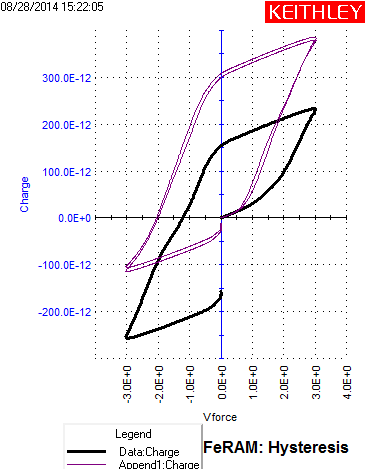 08/28/2014 15:22:05
KEITHLEY
300.0E-12
200.0E-12
100.0E-12
0.0E+0
-100.0E-12
-200.0E-12
Charge
-3.0E+0
-2.0E+0
-1.0E+0
0.0E+0
1.0E+0
2.0E+0
3.0E+0
4.0E+0
Vforce
Legend
Data:Charge
Append1:Charge
FeRAM: Hysteresis